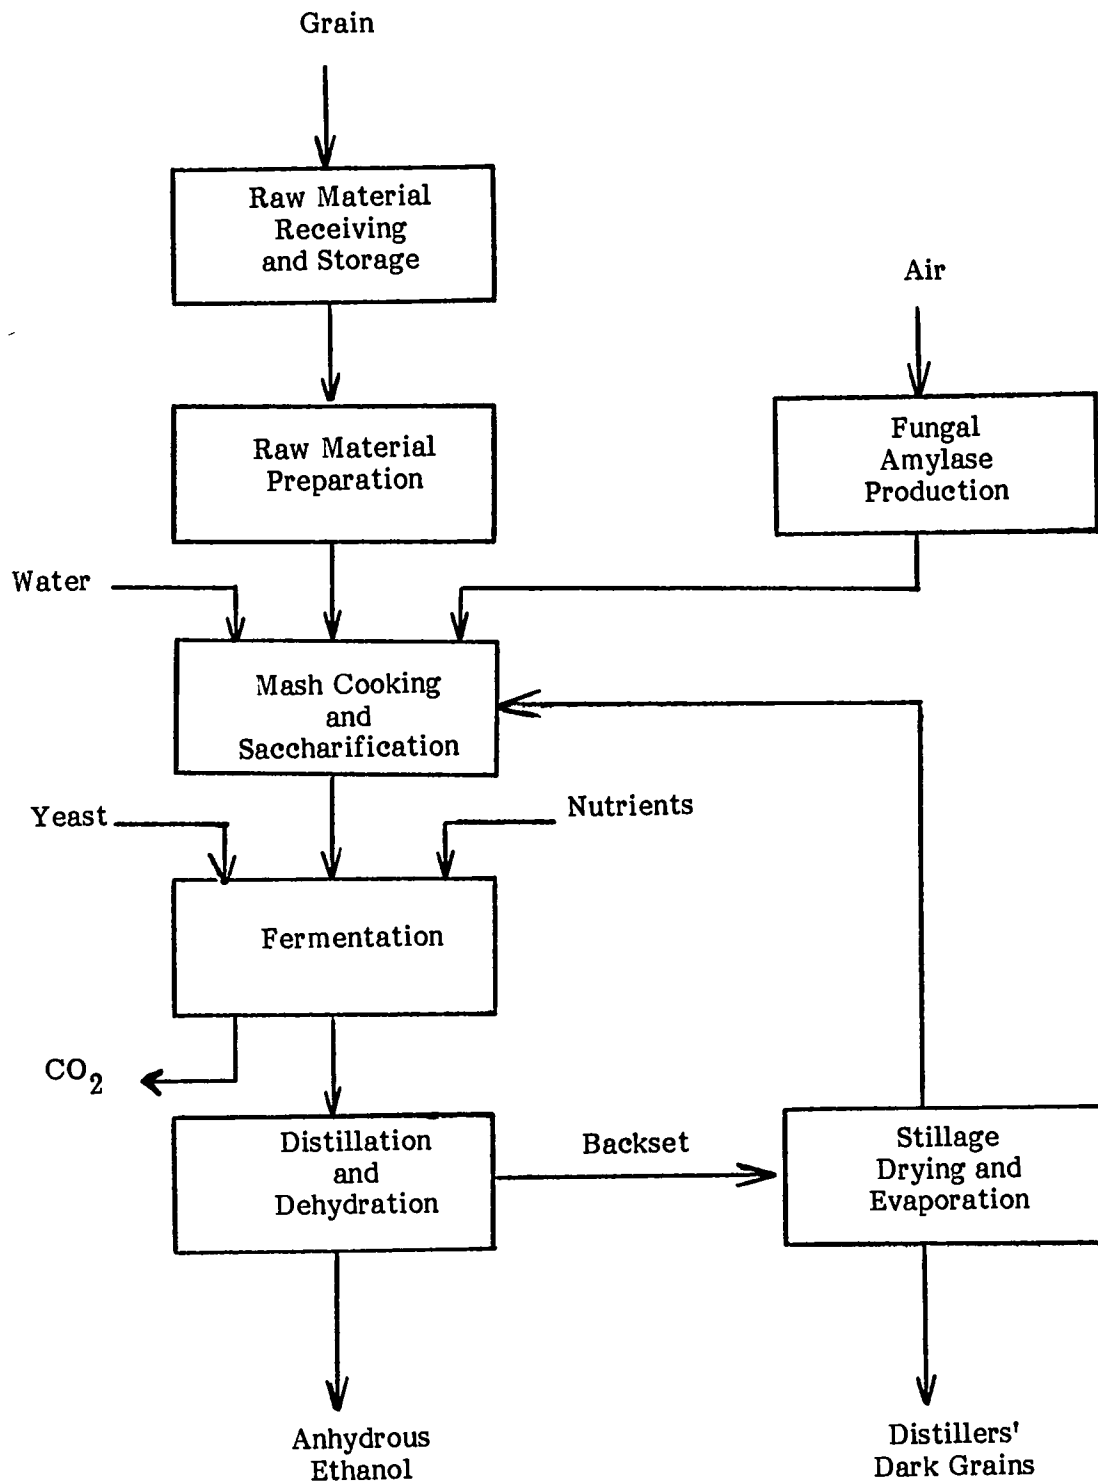 Grain
Raw Material
Receiving
and Storage
Air
Raw Material
Preparation
Fungal
Amylase
Production
Water
Mash Cooking
and
Saccharification
Yeast
Nutrients
Fermentation
CO₂
Distillation
and
Dehydration
Backset
Stillage
Drying and
Evaporation
Anhydrous
Ethanol
Distillers'
Dark Grains